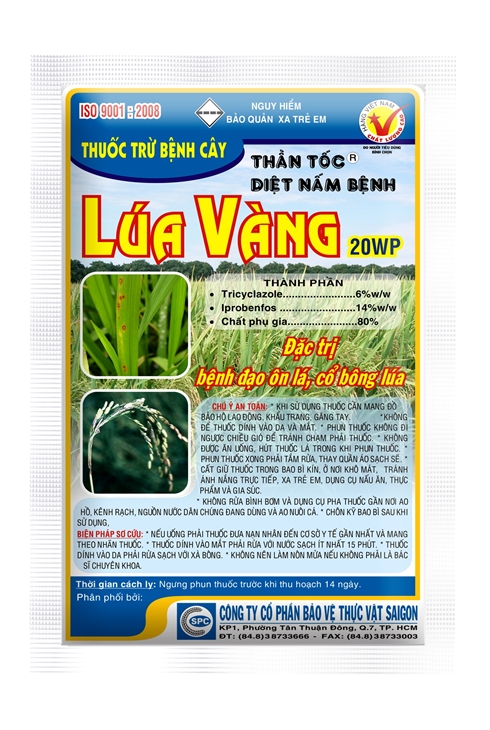 ISO 9001 : 2008
NGUY HIỂM
BẢO QUẢN XA TRẺ EM
HÀNG VIỆT NAM
CHẤT LƯỢNG CAO
DO NGƯỜI TIÊU DÙNG
BÌNH CHỌN
THUỐC TRỪ BỆNH CÂY
THẦN TỐC®
DIỆT NẤM BỆNH
LÚA VÀNG 20WP
THÀNH PHẦN
• Tricyclazole........................6%w/w
• Iprobenfos .......................14%w/w
• Chất phụ gia.......................80%
Đặc trị
bệnh đạo ôn lá, cổ bông lúa
CHÚ Ý AN TOÀN: * KHI SỬ DỤNG THUỐC CẦN MANG ĐỒ
BẢO HỘ LAO ĐỘNG, KHẨU TRANG, GĂNG TAY. *KHÔNG
ĐỂ THUỐC DÍNH VÀO DA VÀ MẮT. * PHUN THUỐC KHÔNG ĐI
NGƯỢC CHIỀU GIÓ ĐỂ TRÁNH CHẠM PHẢI THUỐC. * KHÔNG
ĐƯỢC ĂN UỐNG, HÚT THUỐC LÁ TRONG KHI PHUN THUỐC. *
PHUN THUỐC XONG PHẢI TẮM RỬA, THAY QUẦN ÁO SẠCH SẼ. *
CẤT GIỮ THUỐC TRONG BAO BÌ KÍN, Ở NƠI KHÔ MÁT, TRÁNH
ÁNH NẮNG TRỰC TIẾP, XA TRẺ EM, DỤNG CỤ NẤU ĂN, THỰC
PHẨM VÀ GIA SÚC.
* KHÔNG RỬA BÌNH BƠM VÀ DỤNG CỤ PHA THUỐC GẦN NƠI AO
HỒ, KÊNH RẠCH, NGUỒN NƯỚC DÂN CHÚNG ĐANG DÙNG VÀ AO NUÔI CÁ. * CHÔN KỸ BAO BÌ SAU KHI
SỬ DỤNG.
BIỆN PHÁP SƠ CỨU: * NẾU UỐNG PHẢI THUỐC ĐƯA NẠN NHÂN ĐẾN CƠ SỞ Y TẾ GẦN NHẤT VÀ MANG
THEO NHÃN THUỐC. * THUỐC DÍNH VÀO MẮT PHẢI RỬA VỚI NƯỚC SẠCH ÍT NHẤT 15 PHÚT. * THUỐC
DÍNH VÀO DA PHẢI RỬA SẠCH VỚI XÀ BÔNG. * KHÔNG NÊN LÀM NÔN MỬA NẾU KHÔNG PHẢI LÀ BÁC
SĨ CHUYÊN KHOA.
Thời gian cách ly: Ngưng phun thuốc trước khi thu hoạch 14 ngày.
Phân phối bởi:
SPC
CÔNG TY CỔ PHẦN BẢO VỆ THỰC VẬT SAIGON
KP1, Phường Tân Thuận Đông, Q.7, TP. HCM
ĐT: (84.8)38733666 - FAX: (84.8)38733003